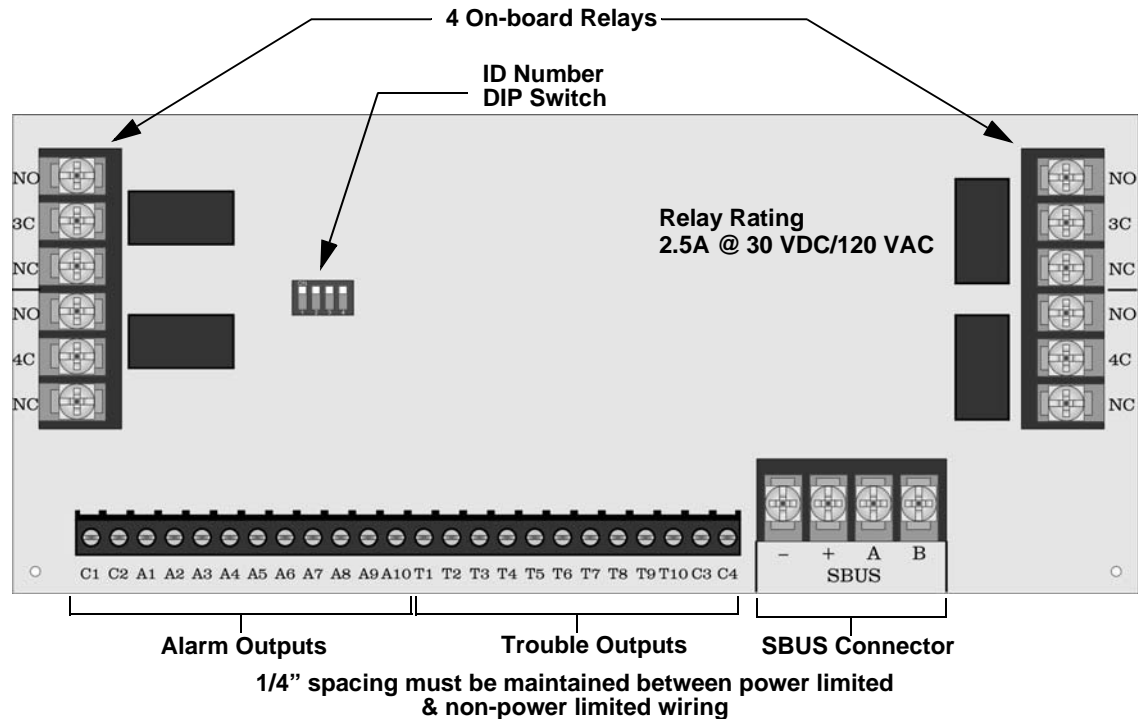 4 On-board Relays
ID Number
DIP Switch
NO
3C
NC
NO
4C
NC
Relay Rating
2.5A @ 30 VDC/120 VAC
NO
3C
NC
NO
4C
NC
C1 C2 A1 A2 A3 A4 A5 A6 A7 A8 A9 A10 T1 T2 T3 T4 T5 T6 T7 T8 T9 T10 C3 C4
– + A B
SBUS
Alarm Outputs
Trouble Outputs
SBUS Connector
1/4” spacing must be maintained between power limited
& non-power limited wiring